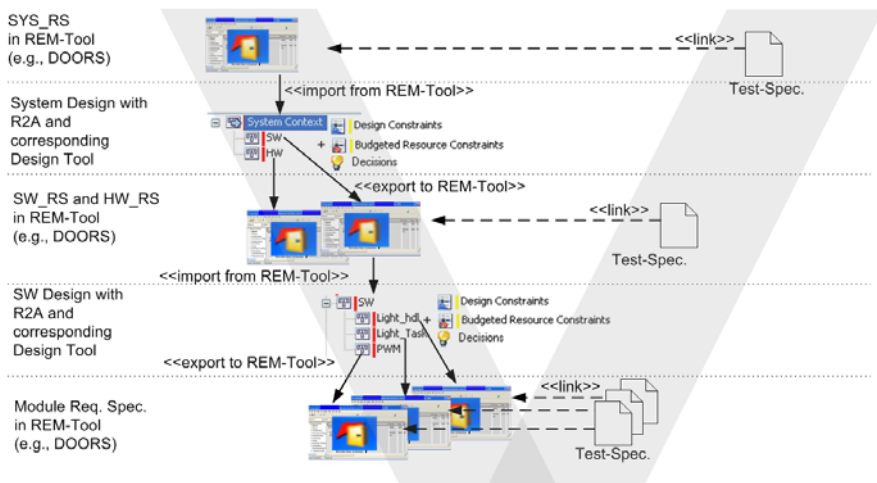 SYS_RS
in REM-Tool
(e.g., DOORS)
<<link>>
Test-Spec.
<<import from REM-Tool>>
System Design with
R2A and
corresponding
Design Tool
System Context
SW
HW
+
Design Constraints
Budgeted Resource Constraints
Decisions
<<export to REM-Tool>>
SW_RS and HW_RS
in REM-Tool
(e.g., DOORS)
<<link>>
Test-Spec.
<<import from REM-Tool>>
SW Design with
R2A and
corresponding
Design Tool
SW
Light_hdl
Light_Task
PWM
+
Design Constraints
Budgeted Resource Constraints
Decisions
<<export to REM-Tool>>
Module Req. Spec.
in REM-Tool
(e.g., DOORS)
<<link>>
Test-Spec.